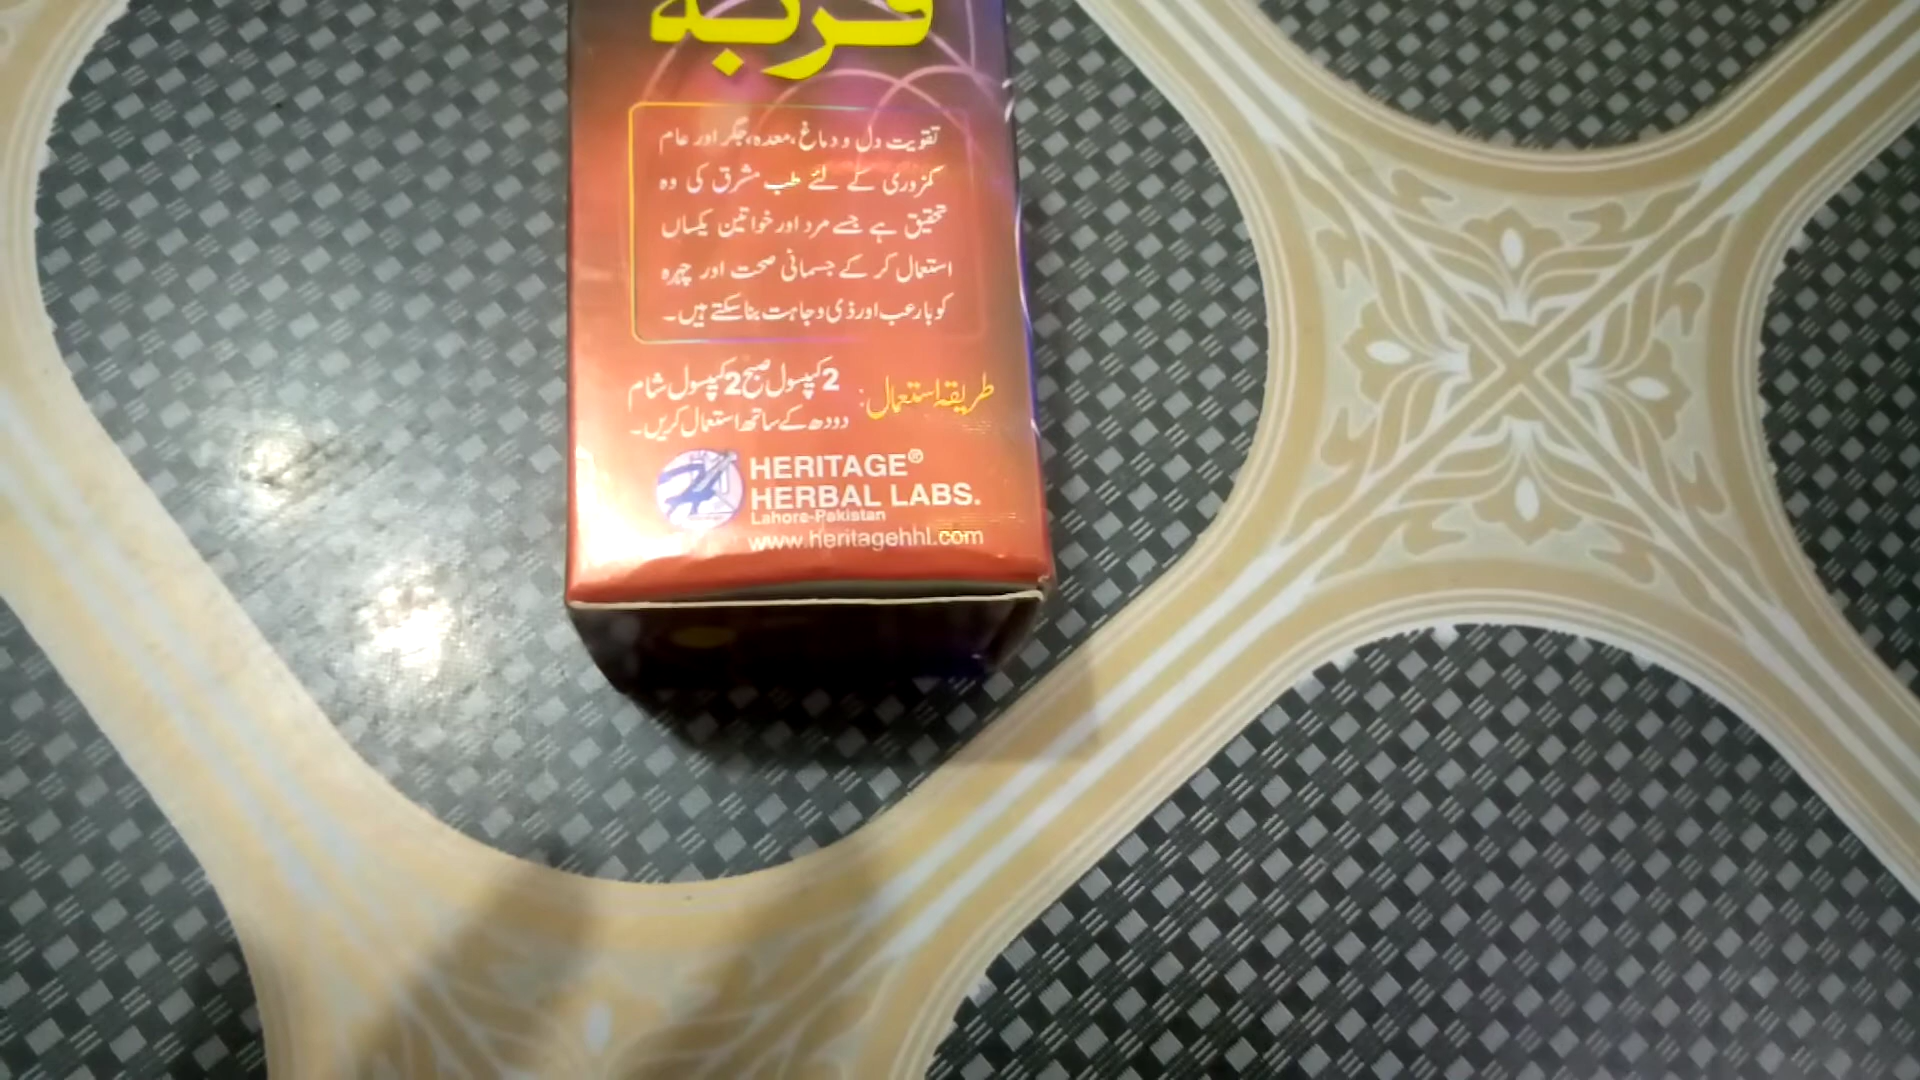 فربہ
تقویت دل و دماغ، معدہ، جگر اور عام
کمزوری کے لئے طب مشرق کی وہ
تحقیق ہے جسے مرد اور خواتین یکساں
استعمال کر کے جسمانی صحت اور چہرہ
کو بارعب اور ذی وجاہت بنا سکتے ہیں۔
طریقہ استعمال: 2 کیپسول صبح 2 کیپسول شام
دودھ کے ساتھ استعمال کریں۔
HERITAGE®
HERBAL LABS.
Lahore-Pakistan
www.heritagehhl.com